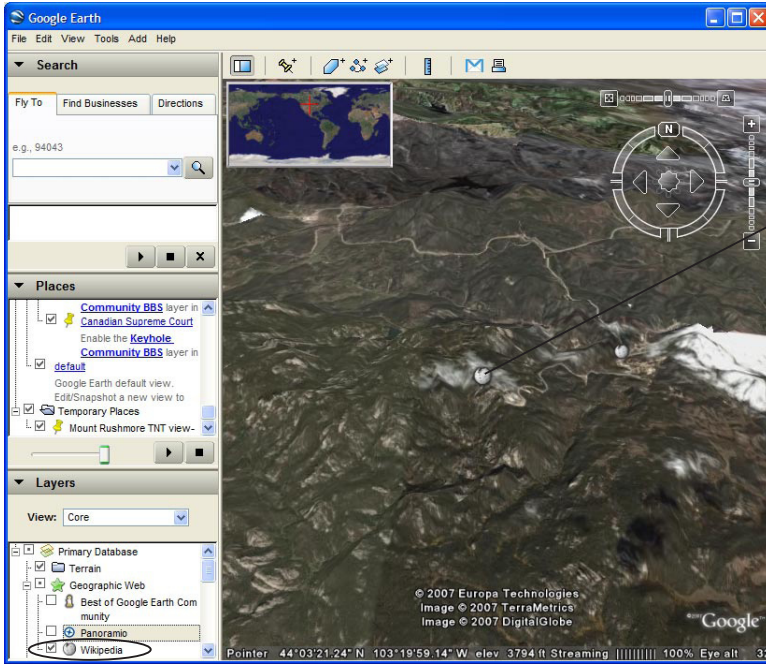 Google Earth
File Edit View Tools Add Help
Search
Fly To Find Businesses Directions
e.g., 94043
Places
Community BBS layer in
Canadian Supreme Court
Enable the Keyhole
Community BBS layer in
default
Google Earth default view.
Edit/Snapshot a new view to
Temporary Places
Mount Rushmore TNT view-
Layers
View: Core
Primary Database
Terrain
Geographic Web
Best of Google Earth Com
munity
Panoramio
Wikipedia
N
© 2007 Europa Technologies
Image © 2007 TerraMetrics
Image © 2007 DigitalGlobe
©2007 Google™
Pointer 44°03'21.24" N 103°19'59.14" W elev 3794 ft Streaming |||||||||| 100% Eye alt 32